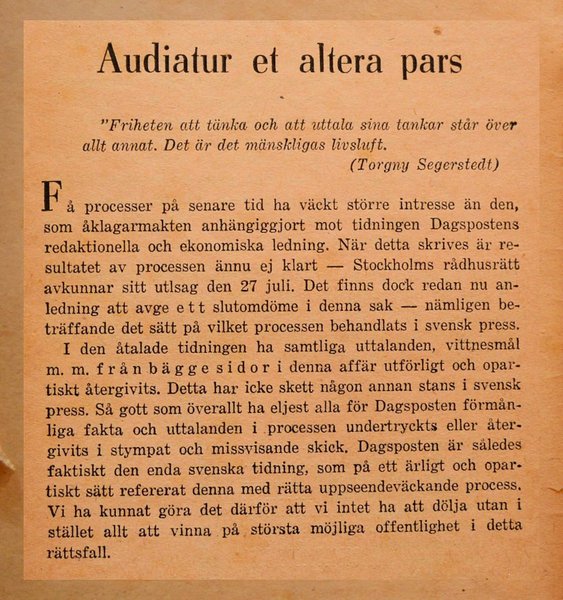 Audiatur et altera pars
"Friheten att tänka och att uttala sina tankar står över
allt annat. Det är det mänskligas livsluft.
(Torgny Segerstedt)
Få processer på senare tid ha väckt större intresse än den,
som åklagarmakten anhängiggjort mot tidningen Dagspostens
redaktionella och ekonomiska ledning. När detta skrives är re-
sultatet av processen ännu ej klart — Stockholms rådhusrätt
avkunnar sitt utlsag den 27 juli. Det finns dock redan nu an-
ledning att avge ett slutomdöme i denna sak — nämligen be-
träffande det sätt på vilket processen behandlats i svensk press.
I den åtalade tidningen ha samtliga uttalanden, vittnesmål
m. m. från bägge sidor i denna affär utförligt och opar-
tiskt återgivits. Detta har icke skett någon annan stans i svensk
press. Så gott som överallt ha eljest alla för Dagsposten förmån-
liga fakta och uttalanden i processen undertryckts eller åter-
givits i stympat och missvisande skick. Dagsposten är således
faktiskt den enda svenska tidning, som på ett ärligt och opar-
tiskt sätt refererat denna med rätta uppseendeväckande process.
Vi ha kunnat göra det därför att vi intet ha att dölja utan i
stället allt att vinna på största möjliga offentlighet i detta
rättsfall.